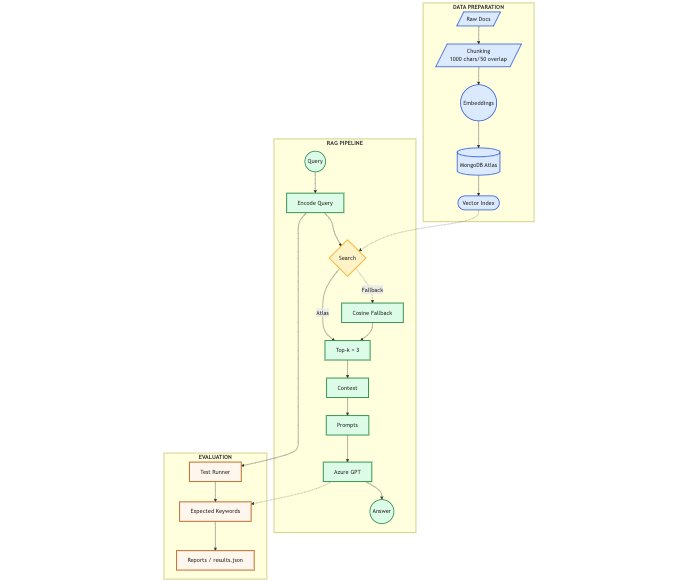 DATA PREPARATION
Raw Docs
Chunking
1000 chars/50 overlap
Embeddings
MongoDB Atlas
Vector Index
RAG PIPELINE
Query
Encode Query
Search
Fallback
Atlas
Cosine Fallback
Top-k = 3
Context
Prompts
Azure GPT
Answer
EVALUATION
Test Runner
Expected Keywords
Reports / results.json